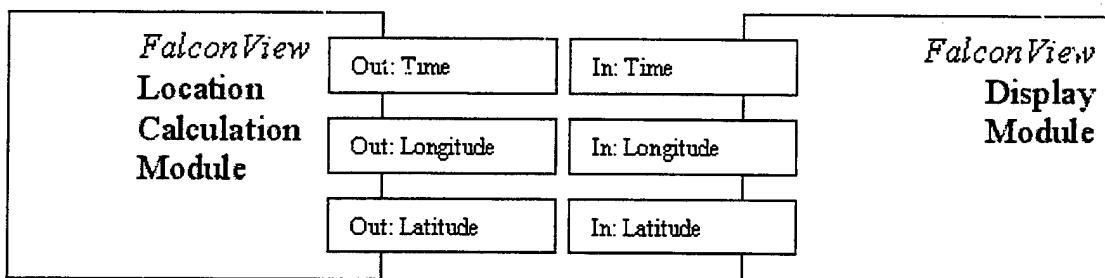 FalconView
Location
Calculation
Module
Out: Time
Out: Longitude
Out: Latitude
In: Time
In: Longitude
In: Latitude
FalconView
Display
Module